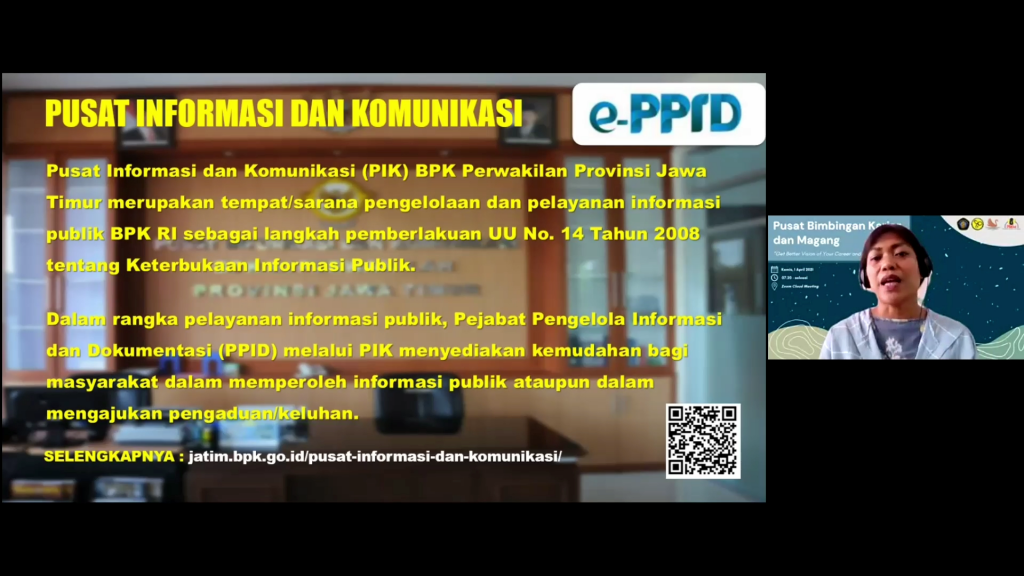 PUSAT INFORMASI DAN KOMUNIKASI
e-PPID
Pusat Informasi dan Komunikasi (PIK) BPK Perwakilan Provinsi Jawa
Timur merupakan tempat/sarana pengelolaan dan pelayanan informasi
publik BPK RI sebagai langkah pemberlakuan UU No. 14 Tahun 2008
tentang Keterbukaan Informasi Publik.
PROVINSI JAWA TIMUR
Dalam rangka pelayanan informasi publik, Pejabat Pengelola Informasi
dan Dokumentasi (PPID) melalui PIK menyediakan kemudahan bagi
masyarakat dalam memperoleh informasi publik ataupun dalam
mengajukan pengaduan/keluhan.
SELENGKAPNYA : jatim.bpk.go.id/pusat-informasi-dan-komunikasi/
Pusat Bimbingan
dan Magang
"Get Better Vision of Your Career
Kamis, 1 April 2021
07.30 - selesai
Zoom Cloud Meeting